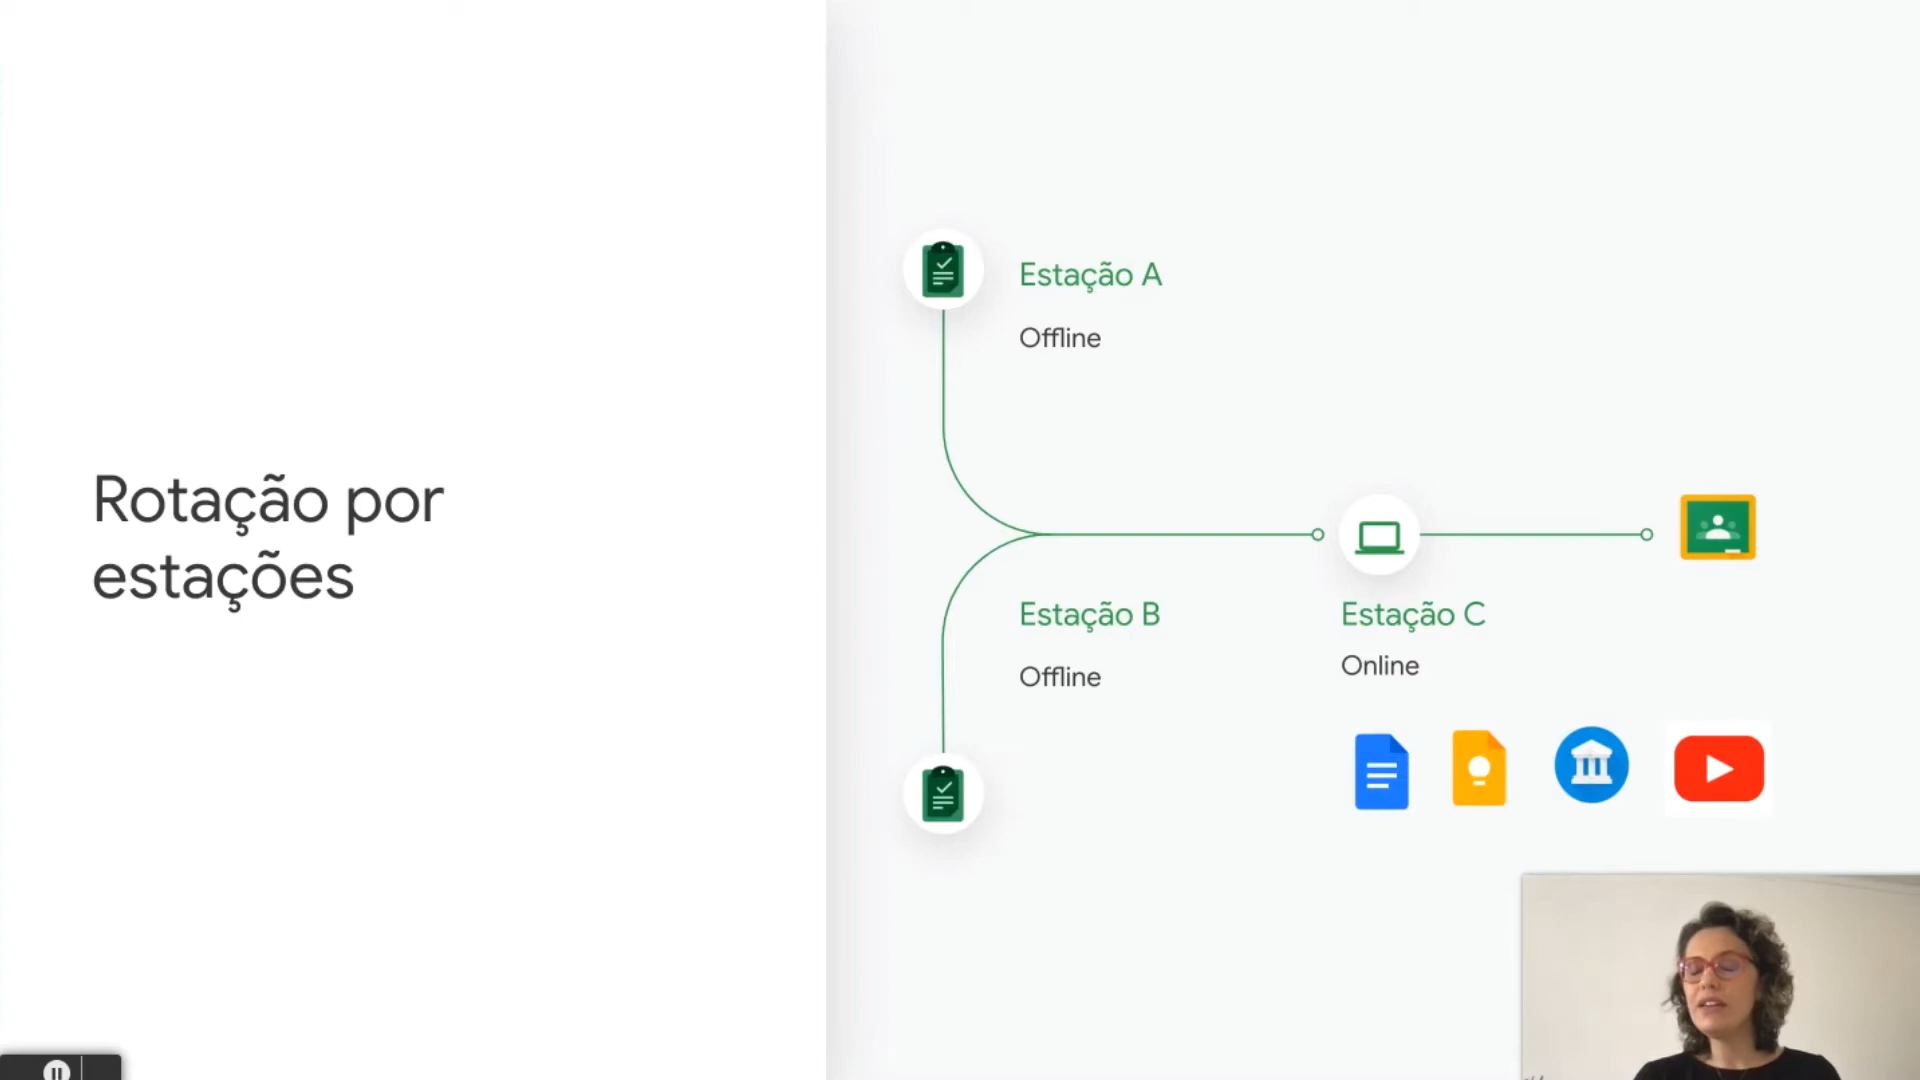 Rotação por
estações
Estação A
Offline
Estação B
Offline
Estação C
Online